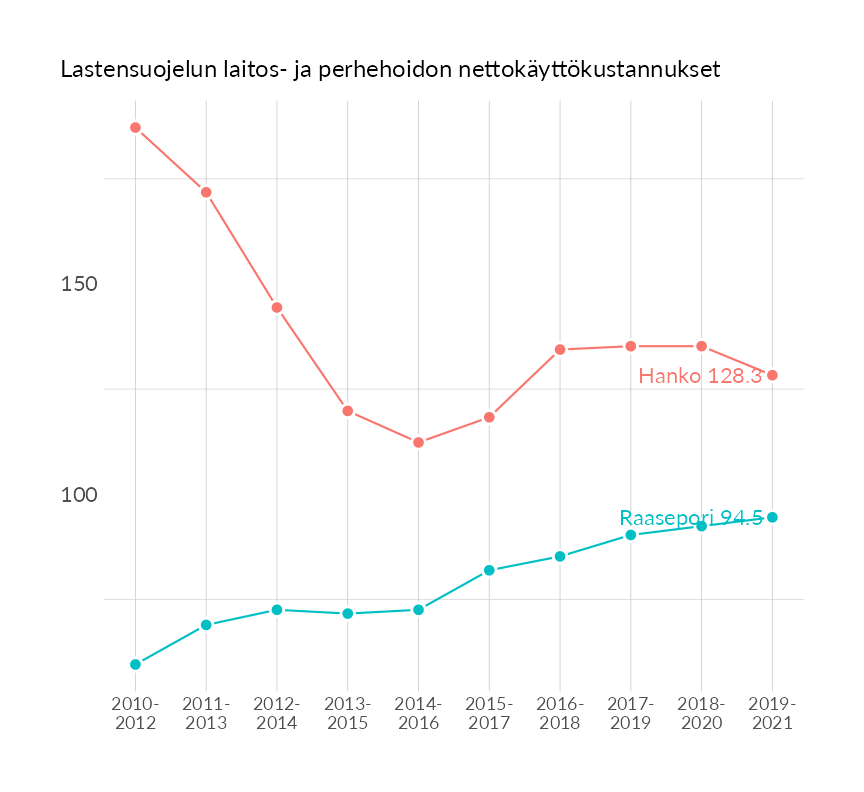 Lastensuojelun laitos- ja perhehoidon nettokäyttökustannukset
150
Hanko 128.3
100
Raasepori 94.5
2010- 2011- 2012- 2013- 2014- 2015- 2016- 2017- 2018- 2019-
2012 2013 2014 2015 2016 2017 2018 2019 2020 2021